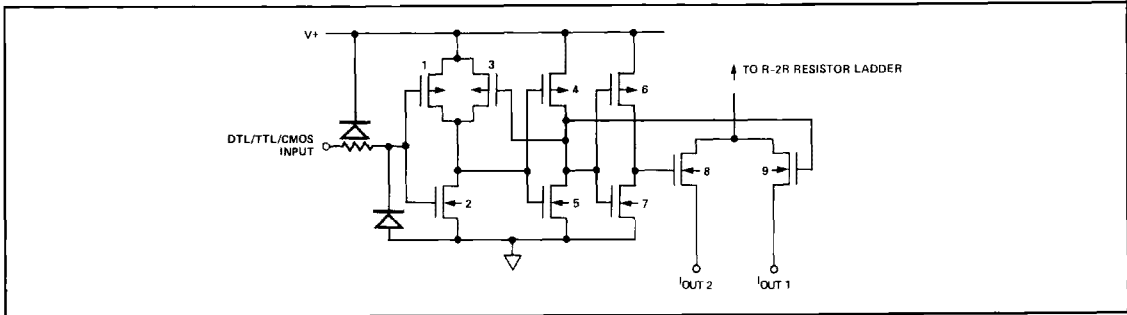 V+
1
3
4
6
TO R-2R RESISTOR LADDER
DTL/TTL/CMOS
INPUT
2
5
7
8
9
IOUT 2
IOUT 1